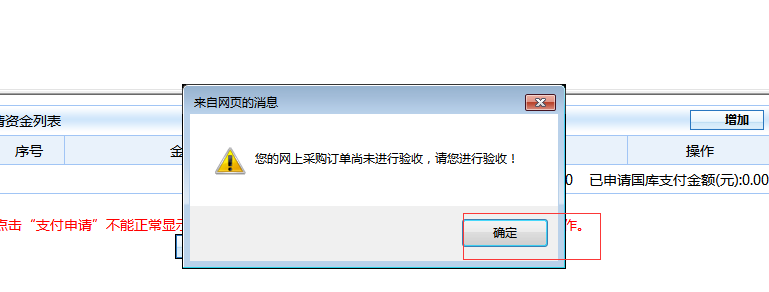 来自网页的消息
请资金列表
增加
序号
金
操作
您的网上采购订单尚未进行验收，请您进行验收！
0 已申请国库支付金额(元):0.00
点击“支付申请”不能正常显示
作。
确定